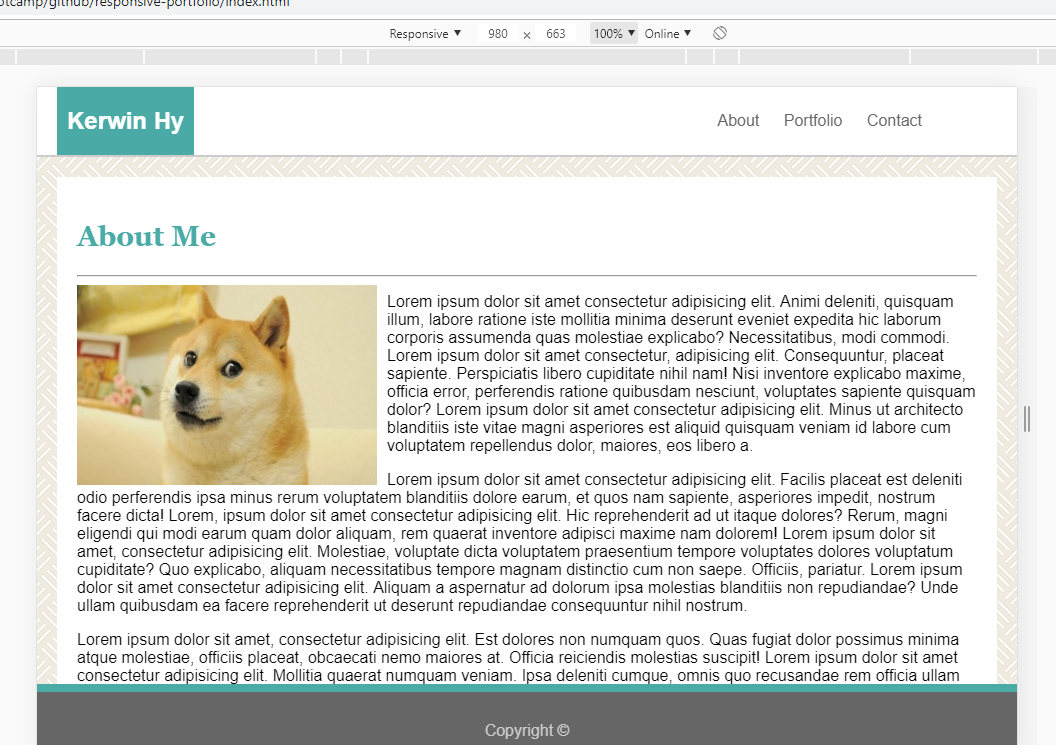 otcamp/github/responsive-portfolio/index.html
Responsive ▼ 980 × 663 100% ▼ Online ▼
Kerwin Hy
About Portfolio Contact
About Me
Lorem ipsum dolor sit amet consectetur adipisicing elit. Animi deleniti, quisquam
illum, labore ratione iste mollitia minima deserunt eveniet expedita hic laborum
corporis assumenda quas molestiae explicabo? Necessitatibus, modi commodi.
Lorem ipsum dolor sit amet consectetur, adipisicing elit. Consequuntur, placeat
sapiente. Perspiciatis libero cupiditate nihil nam! Nisi inventore explicabo maxime,
officia error, perferendis ratione quibusdam nesciunt, voluptates sapiente quisquam
dolor? Lorem ipsum dolor sit amet consectetur adipisicing elit. Minus ut architecto
blanditiis iste vitae magni asperiores est aliquid quisquam veniam id labore cum
voluptatem repellendus dolor, maiores, eos libero a.
Lorem ipsum dolor sit amet consectetur adipisicing elit. Facilis placeat est deleniti
odio perferendis ipsa minus rerum voluptatem blanditiis dolore earum, et quos nam sapiente, asperiores impedit, nostrum
facere dicta! Lorem, ipsum dolor sit amet consectetur adipisicing elit. Hic reprehenderit ad ut itaque dolores? Rerum, magni
eligendi qui modi earum quam dolor aliquam, rem quaerat inventore adipisci maxime nam dolorem! Lorem ipsum dolor sit
amet, consectetur adipisicing elit. Molestiae, voluptate dicta voluptatem praesentium tempore voluptates dolores voluptatum
cupiditate? Quo explicabo, aliquam necessitatibus tempore magnam distinctio cum non saepe. Officiis, pariatur. Lorem ipsum
dolor sit amet consectetur adipisicing elit. Aliquam a aspernatur ad dolorum ipsa molestias blanditiis non repudiandae? Unde
ullam quibusdam ea facere reprehenderit ut deserunt repudiandae consequuntur nihil nostrum.
Lorem ipsum dolor sit amet, consectetur adipisicing elit. Est dolores non numquam quos. Quas fugiat dolor possimus minima
atque molestiae, officiis placeat, obcaecati nemo maiores at. Officia reiciendis molestias suscipit! Lorem ipsum dolor sit amet
consectetur adipisicing elit. Mollitia quaerat numquam veniam. Ipsa deleniti cumque, omnis quo recusandae rem officia ullam
Copyright ©